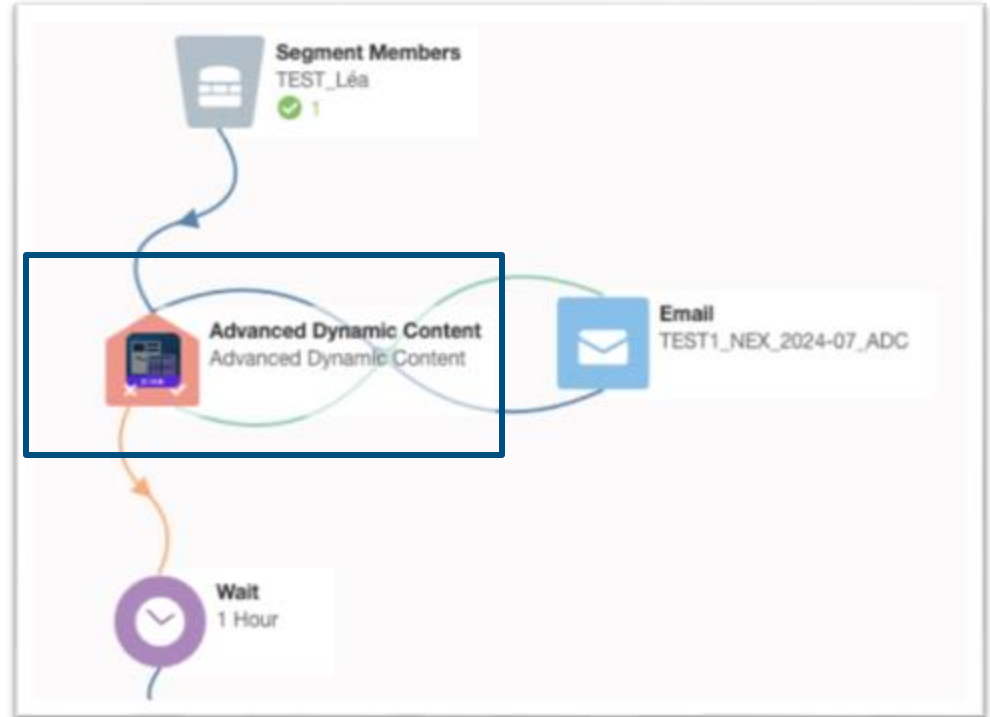 Segment Members
TEST_Léa
1
Advanced Dynamic Content
Advanced Dynamic Content
Email
TEST1_NEX_2024-07_ADC
Wait
1 Hour